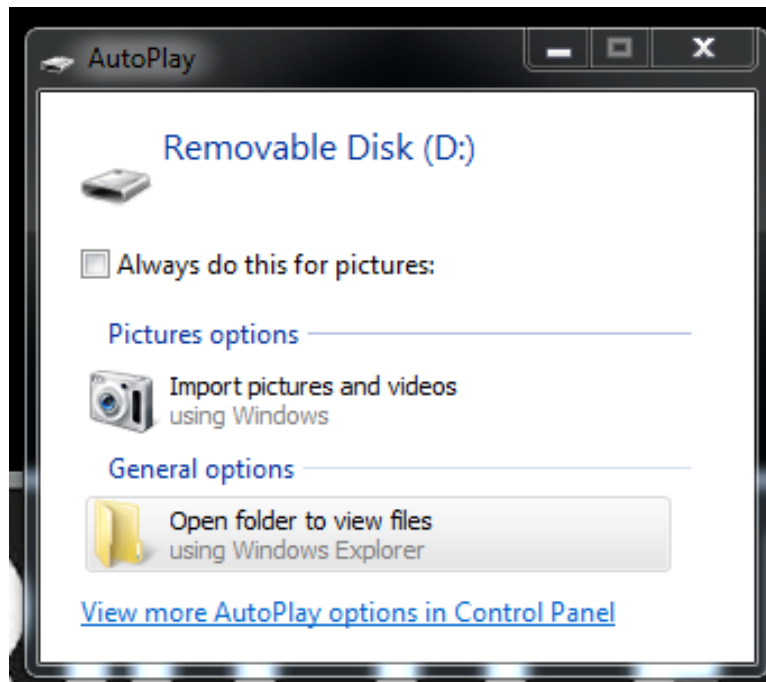 AutoPlay
Removable Disk (D:)
Always do this for pictures:
Pictures options
Import pictures and videos
using Windows
General options
Open folder to view files
using Windows Explorer
View more AutoPlay options in Control Panel